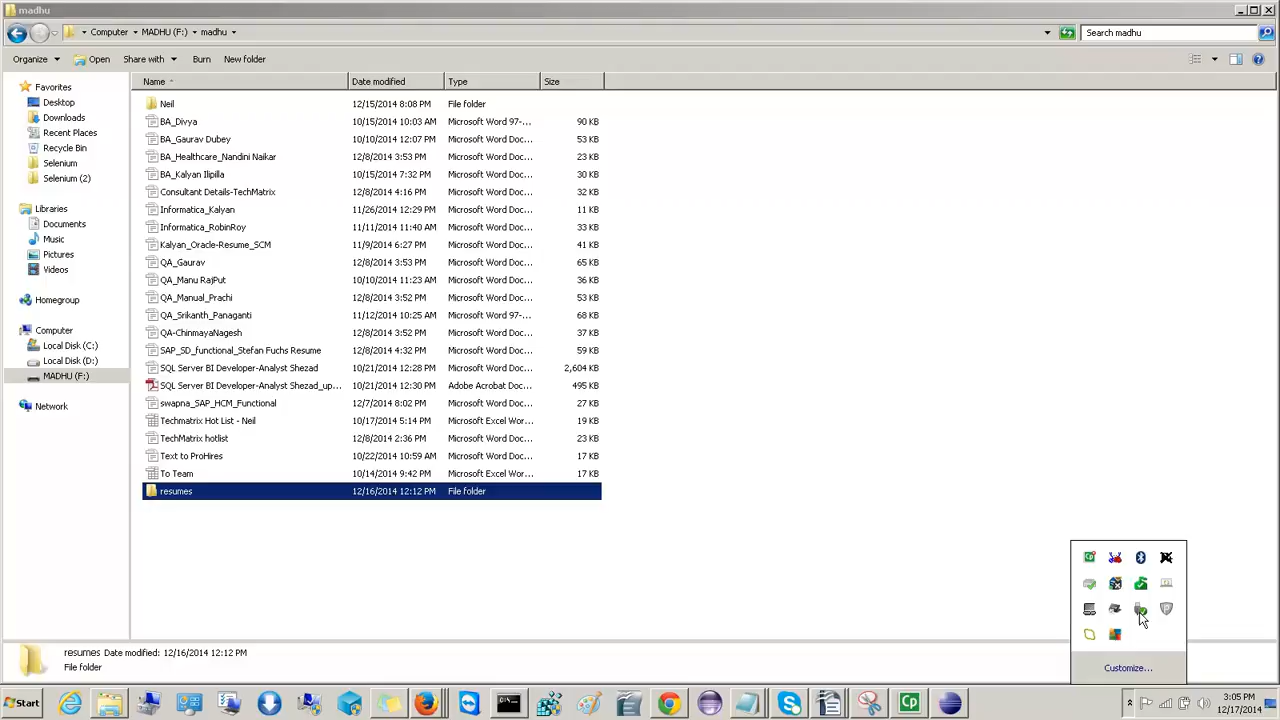 madhu
Computer MADHU (F:) madhu
Search madhu
Organize Open Share with Burn New folder
Name Date modified Type Size
Favorites
Desktop
Downloads
Recent Places
Recycle Bin
Selenium
Selenium (2)
Libraries
Documents
Music
Pictures
Videos
Homegroup
Computer
Local Disk (C:)
Local Disk (D:)
MADHU (F:)
Network
Neil 12/15/2014 8:08 PM File folder
BA_Divya 10/15/2014 10:03 AM Microsoft Word 97-... 90 KB
BA_Gaurav Dubey 10/10/2014 12:07 PM Microsoft Word Doc... 53 KB
BA_Healthcare_Nandini Naikar 12/8/2014 3:53 PM Microsoft Word Doc... 23 KB
BA_Kalyan Ilipilla 10/15/2014 7:32 PM Microsoft Word Doc... 30 KB
Consultant Details-TechMatrix 12/8/2014 4:16 PM Microsoft Word Doc... 32 KB
Informatica_Kalyan 11/26/2014 12:29 PM Microsoft Word Doc... 11 KB
Informatica_RobinRoy 11/11/2014 11:40 AM Microsoft Word Doc... 33 KB
Kalyan_Oracle-Resume_SCM 11/9/2014 6:27 PM Microsoft Word Doc... 41 KB
QA_Gaurav 12/8/2014 3:53 PM Microsoft Word Doc... 65 KB
QA_Manu RajPut 10/10/2014 11:23 AM Microsoft Word Doc... 36 KB
QA_Manual_Prachi 12/8/2014 3:52 PM Microsoft Word Doc... 53 KB
QA_Srikanth_Panaganti 11/12/2014 10:25 AM Microsoft Word 97-... 68 KB
QA-ChinmayaNagesh 12/8/2014 3:52 PM Microsoft Word Doc... 37 KB
SAP_SD_functional_Stefan Fuchs Resume 12/8/2014 4:32 PM Microsoft Word Doc... 59 KB
SQL Server BI Developer-Analyst Shezad 10/21/2014 12:28 PM Microsoft Word Doc... 2,604 KB
SQL Server BI Developer-Analyst Shezad_up... 10/21/2014 12:30 PM Adobe Acrobat Doc... 495 KB
swapna_SAP_HCM_Functional 12/7/2014 8:02 PM Microsoft Word Doc... 27 KB
Techmatrix Hot List - Neil 10/17/2014 5:14 PM Microsoft Excel Wor... 19 KB
TechMatrix hotlist 12/8/2014 2:36 PM Microsoft Word Doc... 23 KB
Text to ProHires 10/22/2014 10:59 AM Microsoft Word Doc... 17 KB
To Team 10/14/2014 9:42 PM Microsoft Excel Wor... 17 KB
resumes 12/16/2014 12:12 PM File folder
Customize...
resumes Date modified: 12/16/2014 12:12 PM
File folder
Start
3:05 PM
12/17/2014